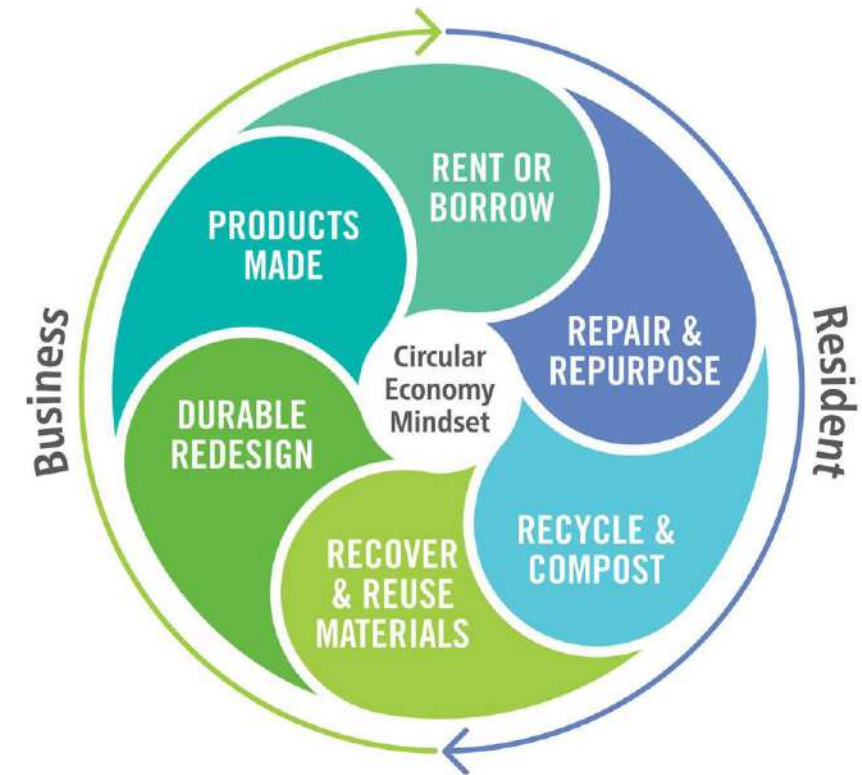 RENT OR
BORROW
REPAIR &
REPURPOSE
RECYCLE &
COMPOST
RECOVER
& REUSE
MATERIALS
DURABLE
REDESIGN
PRODUCTS
MADE
Circular
Economy
Mindset
Business
Resident